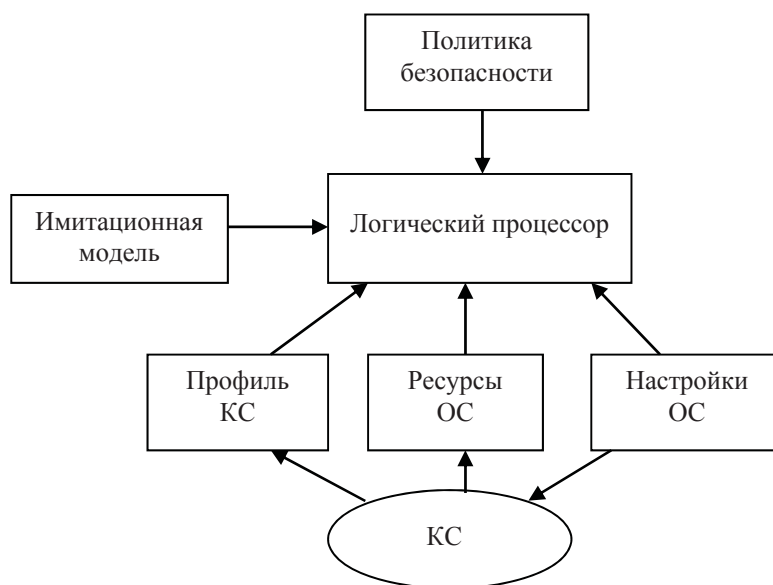 Политика
безопасности
Имитационная
модель
Логический процессор
Профиль
КС
Ресурсы
ОС
Настройки
ОС
КС